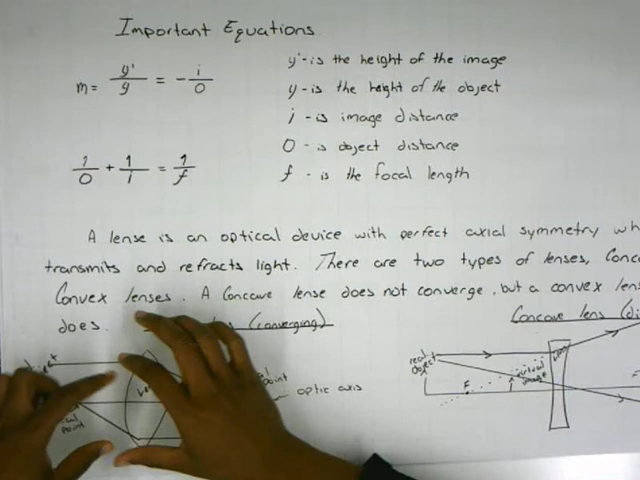 Important Equations
m = y'/y = - i/o
y' - is the height of the image
y - is the height of the object
i - is image distance
O - is object distance
1/O + 1/i = 1/f
f - is the focal length
A lense is an optical device with perfect axial symmetry
transmits and refracts light. There are two types of lenses,
Convex lenses. A Concave lense does not converge, but a convex
does.
(converging)
Concave lens
real
object
F
virtual
image
point
optic axis
point